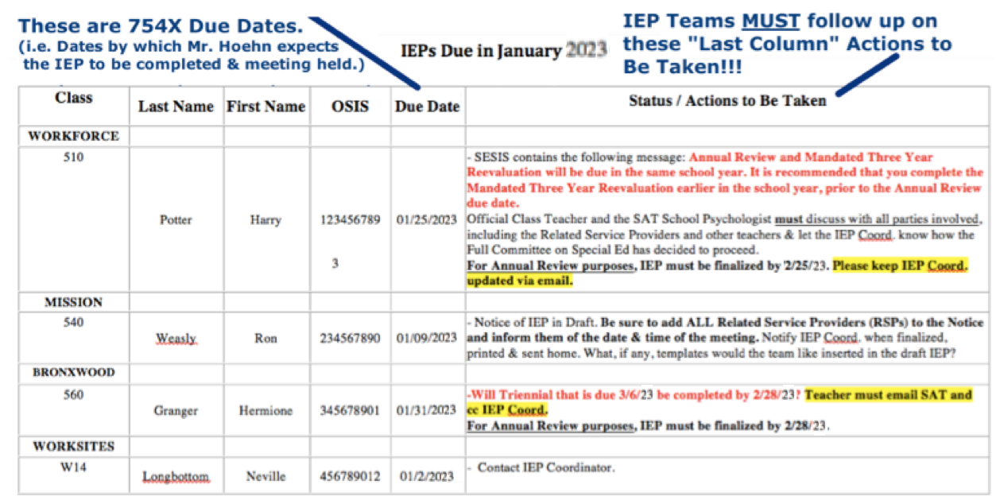 These are 754X Due Dates.
(i.e. Dates by which Mr. Hoehn expects
the IEP to be completed & meeting held.)
IEPs Due in January 2023
IEP Teams MUST follow up on
these "Last Column" Actions to
Be Taken!!!
Class Last Name First Name OSIS Due Date Status / Actions to Be Taken
WORKFORCE
510
- SESIS contains the following message: Annual Review and Mandated Three Year
Reevaluation will be due in the same school year. It is recommended that you complete the
Mandated Three Year Reevaluation earlier in the school year, prior to the Annual Review
due date.
Potter Harry 123456789 01/25/2023
3
Official Class Teacher and the SAT School Psychologist must discuss with all parties involved,
including the Related Service Providers and other teachers & let the IEP Coord. know how the
Full Committee on Special Ed has decided to proceed.
For Annual Review purposes, IEP must be finalized by 2/25/23. Please keep IEP Coord.
updated via email.
MISSION
540
Weasly Ron 234567890 01/09/2023
- Notice of IEP in Draft. Be sure to add ALL Related Service Providers (RSPs) to the Notice
and inform them of the date & time of the meeting. Notify IEP Coord. when finalized,
printed & sent home. What, if any, templates would the team like inserted in the draft IEP?
BRONXWOOD
560
Granger Hermione 345678901 01/31/2023
-Will Triennial that is due 3/6/23 be completed by 2/28/23? Teacher must email SAT and
cc IEP Coord.
For Annual Review purposes, IEP must be finalized by 2/28/23.
WORKSITES
W14
Longbottom Neville 456789012 01/2/2023
- Contact IEP Coordinator.